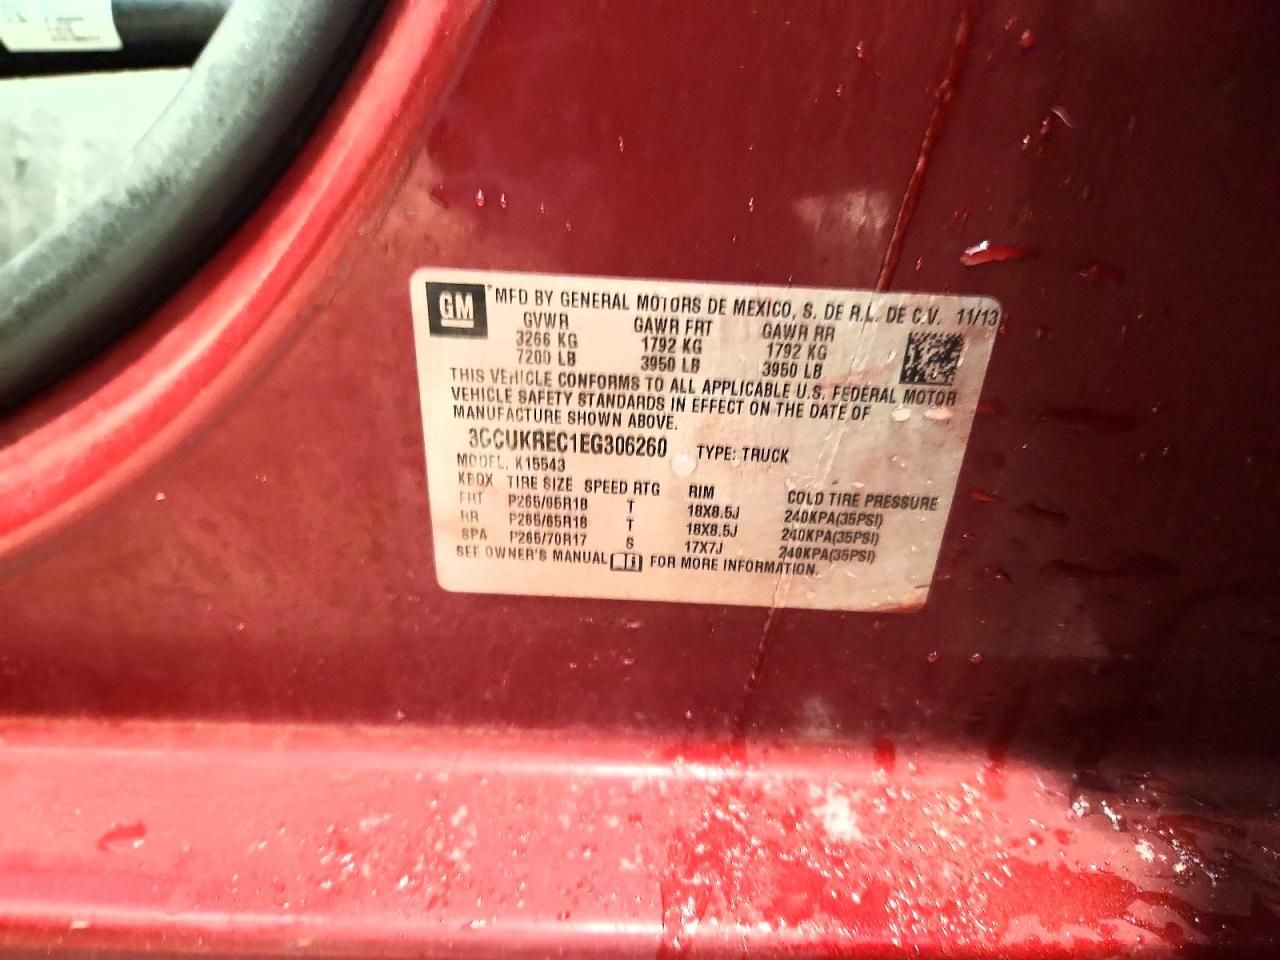 GM MFD BY GENERAL MOTORS DE MEXICO, S. DE R.L. DE C.V. 11/13
GVWR GAWR FRT GAWR RR
3266 KG 1792 KG 1792 KG
7200 LB 3950 LB 3950 LB
THIS VEHICLE CONFORMS TO ALL APPLICABLE U.S. FEDERAL MOTOR
VEHICLE SAFETY STANDARDS IN EFFECT ON THE DATE OF
MANUFACTURE SHOWN ABOVE.
3GCUKREC1EG306260 TYPE: TRUCK
MODEL: K15543
KBDX TIRE SIZE SPEED RTG RIM COLD TIRE PRESSURE
FRT P265/65R18 T 18X8.5J 240KPA(35PSI)
RR P265/65R18 T 18X8.5J 240KPA(35PSI)
SPA P265/70R17 S 17X7J 240KPA(35PSI)
SEE OWNER'S MANUAL FOR MORE INFORMATION.